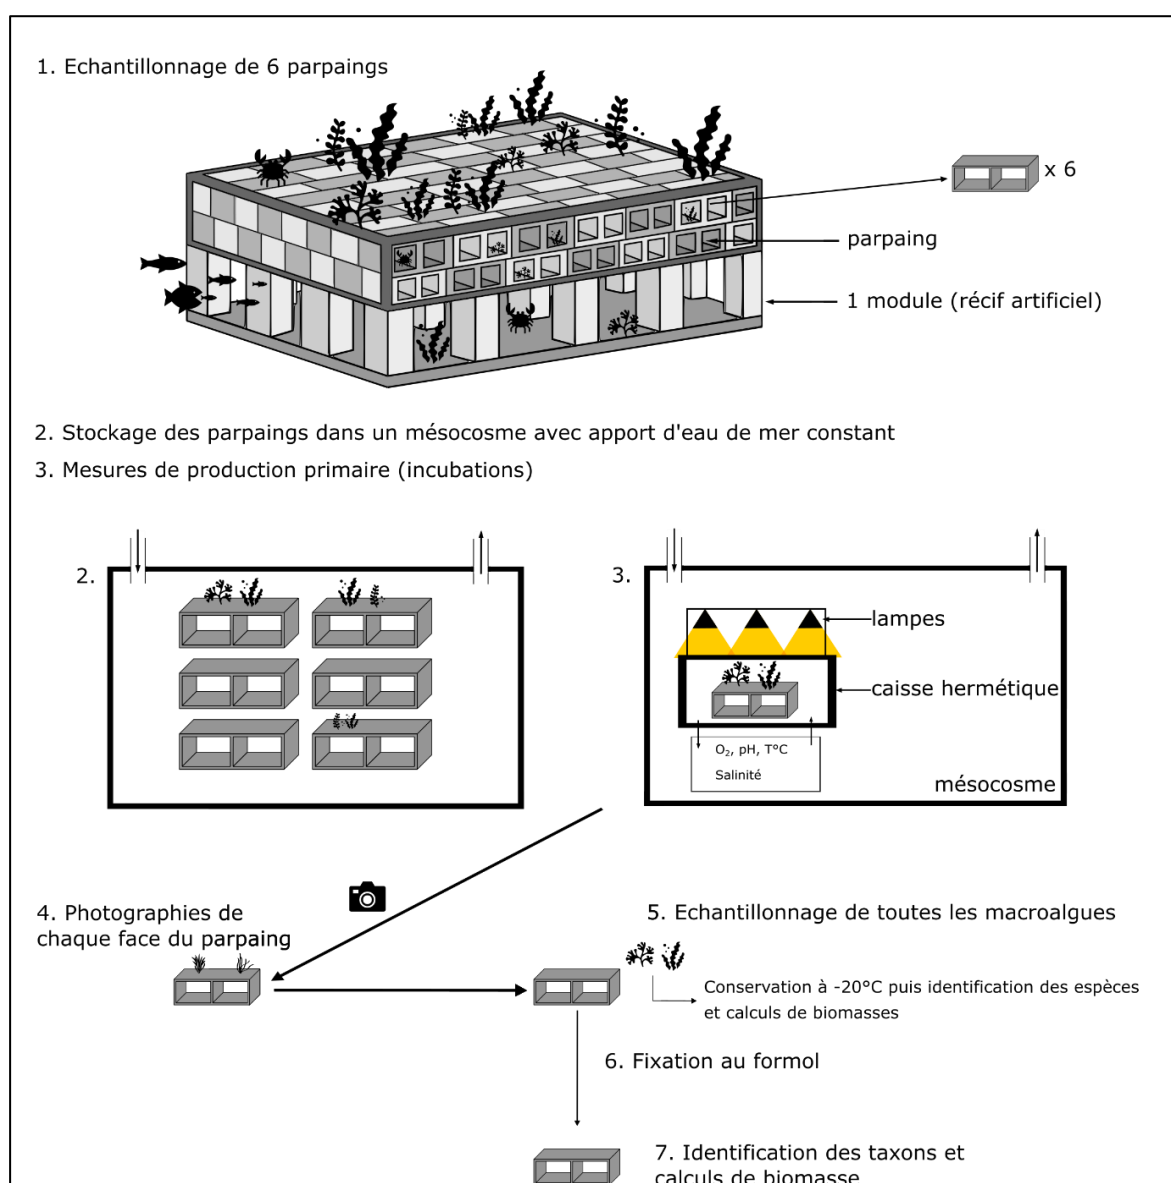 1. Echantillonnage de 6 parpaings
x 6
parpaing
1 module (récif artificiel)
2. Stockage des parpaings dans un mésocosme avec apport d'eau de mer constant
3. Mesures de production primaire (incubations)
2.
3.
lampes
caisse hermétique
O₂, pH, T°C
Salinité
mésocosme
4. Photographies de
chaque face du parpaing
5. Echantillonnage de toutes les macroalgues
Conservation à -20°C puis identification des espèces
et calculs de biomasses
6. Fixation au formol
7. Identification des taxons et
calculs de biomasse